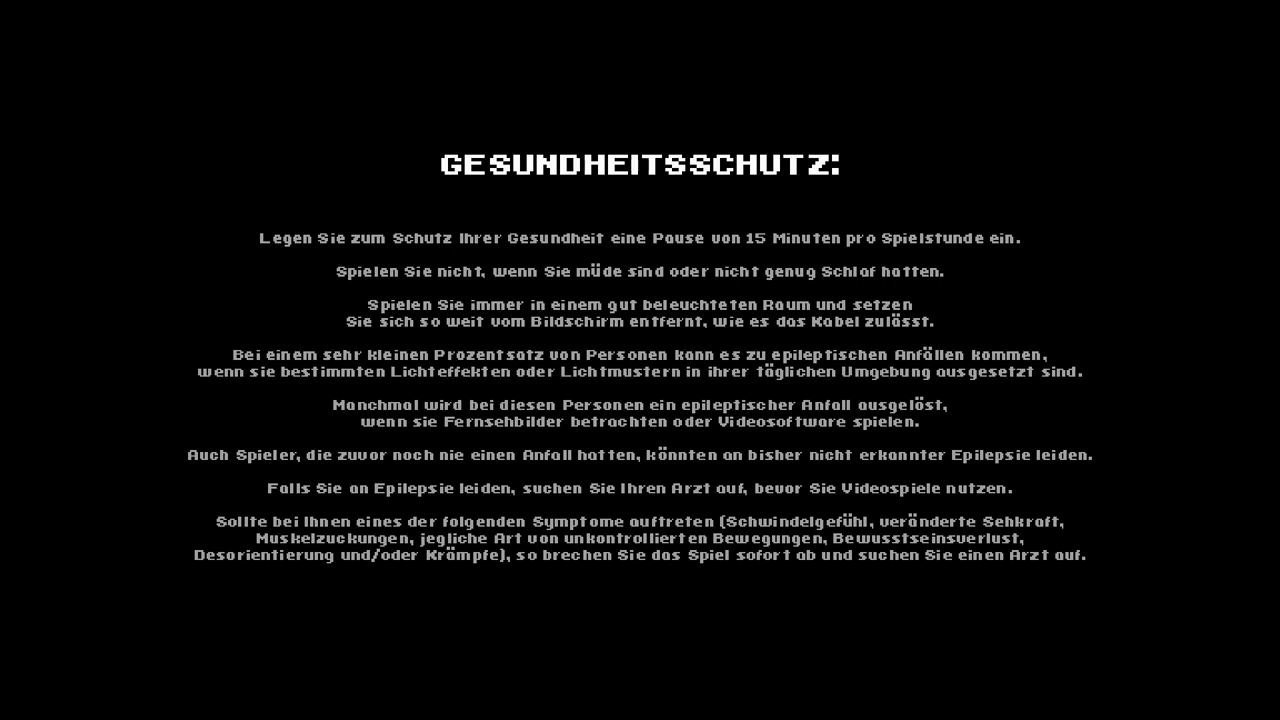 GESUNDHEITSSCHUTZ:
Legen Sie zum Schutz Ihrer Gesundheit eine Pause von 15 Minuten pro Spielstunde ein.
Spielen Sie nicht, wenn Sie müde sind oder nicht genug Schlaf hatten.
Spielen Sie immer in einem gut beleuchteten Raum und setzen
Sie sich so weit vom Bildschirm entfernt, wie es das Kabel zulässt.
Bei einem sehr kleinen Prozentsatz von Personen kann es zu epileptischen Anfällen kommen,
wenn sie bestimmten Lichteffekten oder Lichtmustern in ihrer täglichen Umgebung ausgesetzt sind.
Manchmal wird bei diesen Personen ein epileptischer Anfall ausgelöst,
wenn sie Fernsehbilder betrachten oder Videosoftware spielen.
Auch Spieler, die zuvor noch nie einen Anfall hatten, könnten an bisher nicht erkannter Epilepsie leiden.
Falls Sie an Epilepsie leiden, suchen Sie Ihren Arzt auf, bevor Sie Videospiele nutzen.
Sollte bei Ihnen eines der folgenden Symptome auftreten (Schwindelgefühl, veränderte Sehkraft,
Muskelzuckungen, jegliche Art von unkontrollierten Bewegungen, Bewusstseinsverlust,
Desorientierung und/oder Krämpfe), so brechen Sie das Spiel sofort ab und suchen Sie einen Arzt auf.